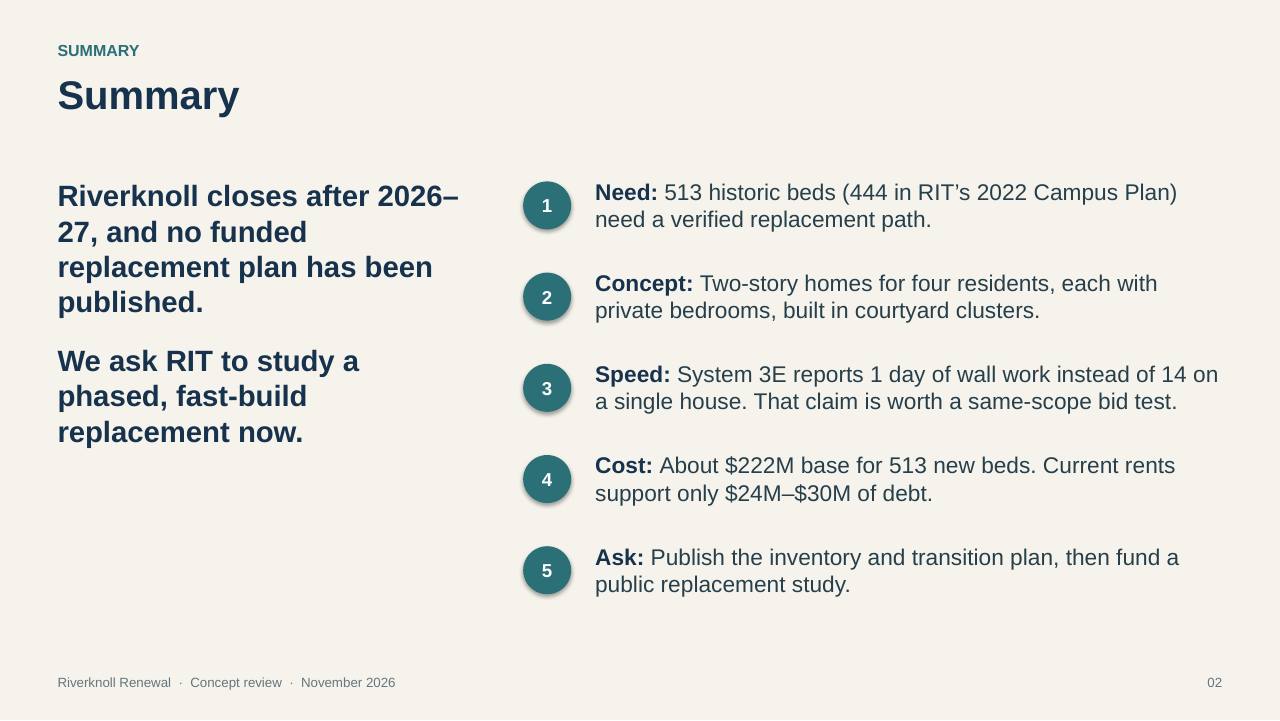 SUMMARY
Summary
Riverknoll closes after 2026–
27, and no funded
replacement plan has been
published.
We ask RIT to study a
phased, fast-build
replacement now.
1
Need: 513 historic beds (444 in RIT’s 2022 Campus Plan)
need a verified replacement path.
2
Concept: Two-story homes for four residents, each with
private bedrooms, built in courtyard clusters.
3
Speed: System 3E reports 1 day of wall work instead of 14 on
a single house. That claim is worth a same-scope bid test.
4
Cost: About $222M base for 513 new beds. Current rents
support only $24M–$30M of debt.
5
Ask: Publish the inventory and transition plan, then fund a
public replacement study.
Riverknoll Renewal · Concept review · November 2026
02